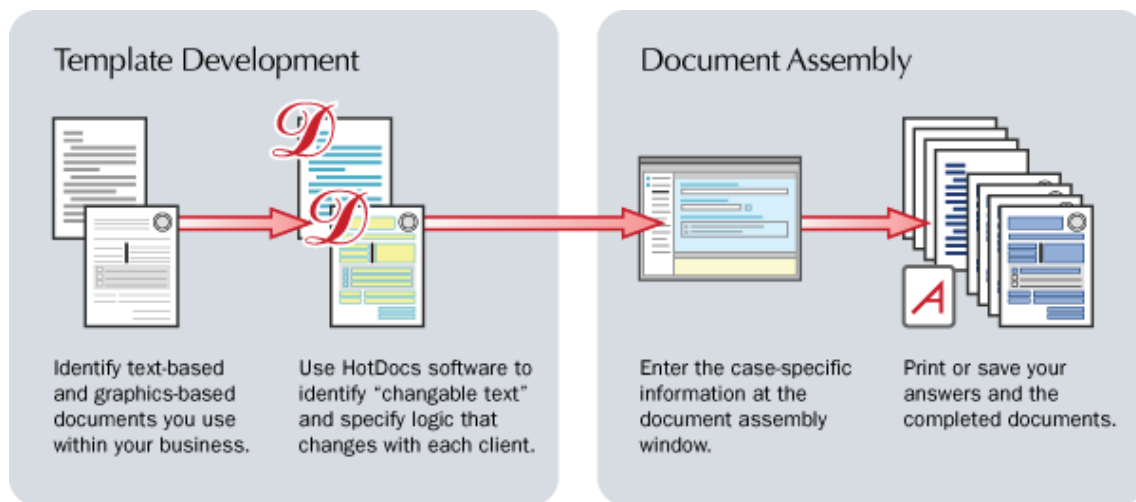 Template Development
Document Assembly
D
D
A
Identify text-based
and graphics-based
documents you use
within your business.
Use HotDocs software to
identify “changable text”
and specify logic that
changes with each client.
Enter the case-specific
information at the
document assembly
window.
Print or save your
answers and the
completed documents.